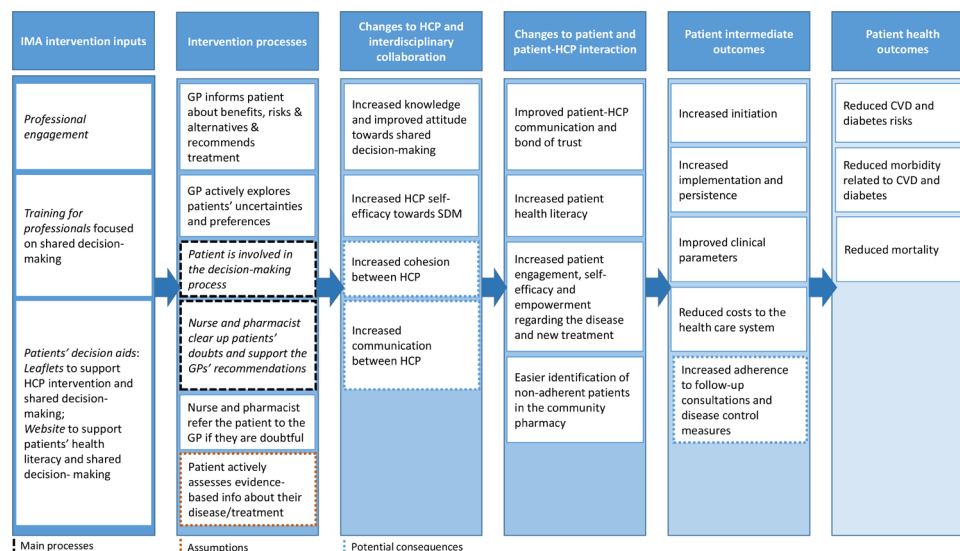 IMA intervention inputs
Professional
engagement
Training for
professionals focused
on shared decision-
making
Patients’ decision aids:
Leaflets to support
HCP intervention and
shared decision-
making;
Website to support
patients’ health
literacy and shared
decision- making
Intervention processes
GP informs patient
about benefits, risks &
alternatives &
recommends
treatment
GP actively explores
patients’ uncertainties
and preferences
Patient is involved in
the decision-making
process
Nurse and pharmacist
clear up patients’
doubts and support the
GPs’ recommendations
Nurse and pharmacist
refer the patient to the
GP if they are doubtful
Patient actively
assesses evidence-
based info about their
disease/treatment
Changes to HCP and
interdisciplinary
collaboration
Increased knowledge
and improved attitude
towards shared
decision-making
Increased HCP self-
efficacy towards SDM
Increased cohesion
between HCP
Increased
communication
between HCP
Changes to patient and
patient-HCP interaction
Improved patient-HCP
communication and
bond of trust
Increased patient
health literacy
Increased patient
engagement, self-
efficacy and
empowerment
regarding the disease
and new treatment
Easier identification of
non-adherent patients
in the community
pharmacy
Patient intermediate
outcomes
Increased initiation
Increased
implementation and
persistence
Improved clinical
parameters
Reduced costs to the
health care system
Increased adherence
to follow-up
consultations and
disease control
measures
Patient health
outcomes
Reduced CVD and
diabetes risks
Reduced morbidity
related to CVD and
diabetes
Reduced mortality
Main processes
Assumptions
Potential consequences